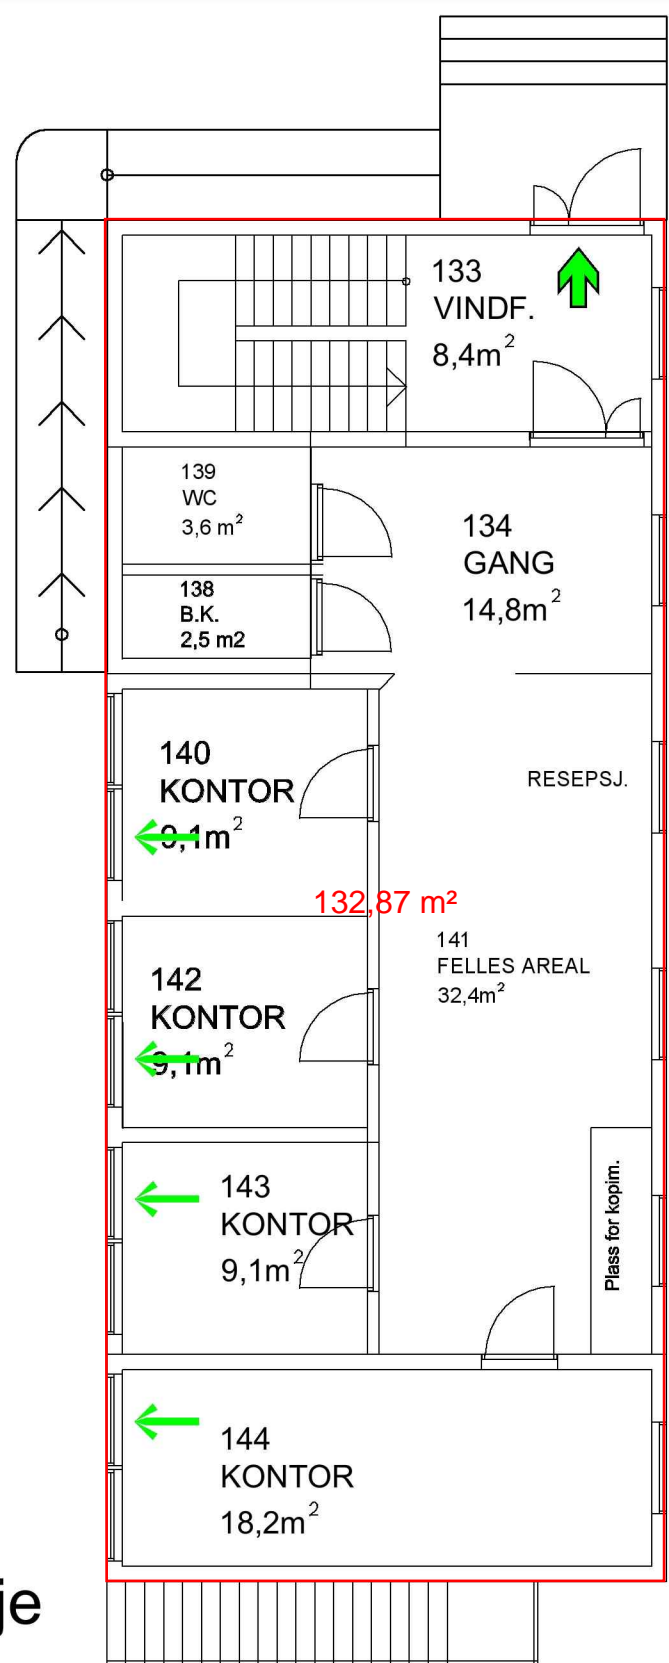 133
VINDF.
8,4m²
139
WC
3,6 m²
134
GANG
14,8m²
138
B.K.
2,5 m2
140
KONTOR
9,1m²
RESEPSJ.
132,87 m²
141
FELLES AREAL
32,4m²
142
KONTOR
9,1m²
143
KONTOR
9,1m²
Plass for kopim.
144
KONTOR
18,2m²
je